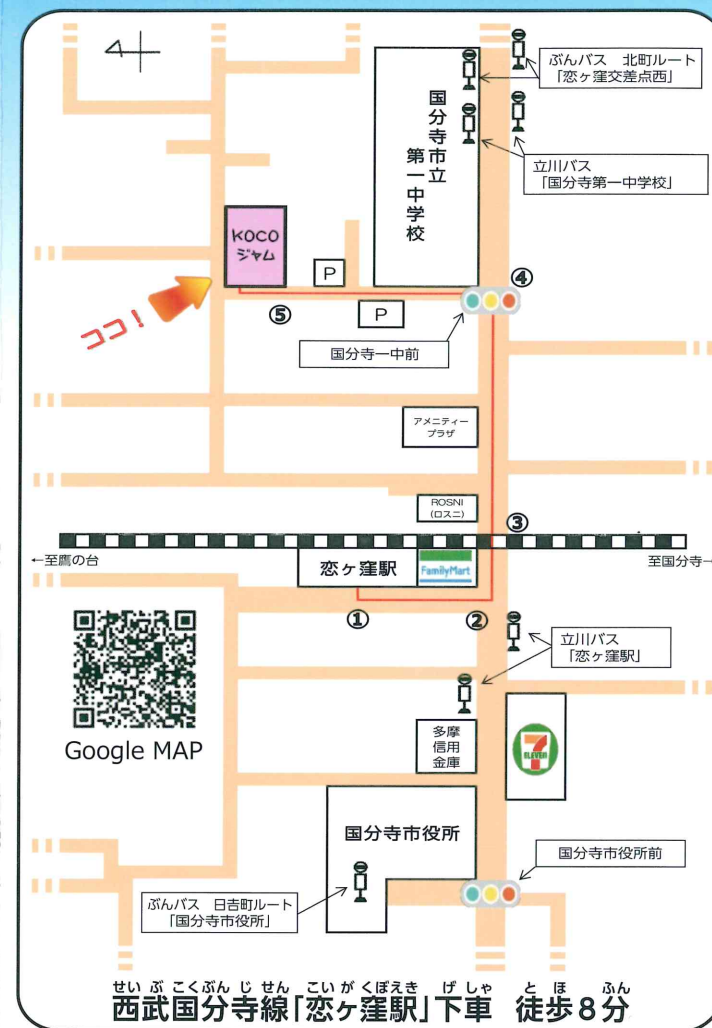 ぶんバス 北町ルート
「恋ヶ窪交差点西」
国分寺市立
第一中学校
立川バス
「国分寺第一中学校」
KOCO
ジャム
P
④
ココ!
⑤
P
国分寺一中前
アメニティー
プラザ
ROSNI
(ロスニ)
③
←至鷹の台
恋ヶ窪駅
FamilyMart
至国分寺→
①
②
立川バス
「恋ヶ窪駅」
Google MAP
多摩
信用
金庫
7
ELEVEN
国分寺市役所
国分寺市役所前
ぶんバス 日吉町ルート
「国分寺市役所」
せいぶこくぶんじせん こいがくぼえき げしゃ とほ ふん
西武国分寺線「恋ヶ窪駅」下車 徒歩8分